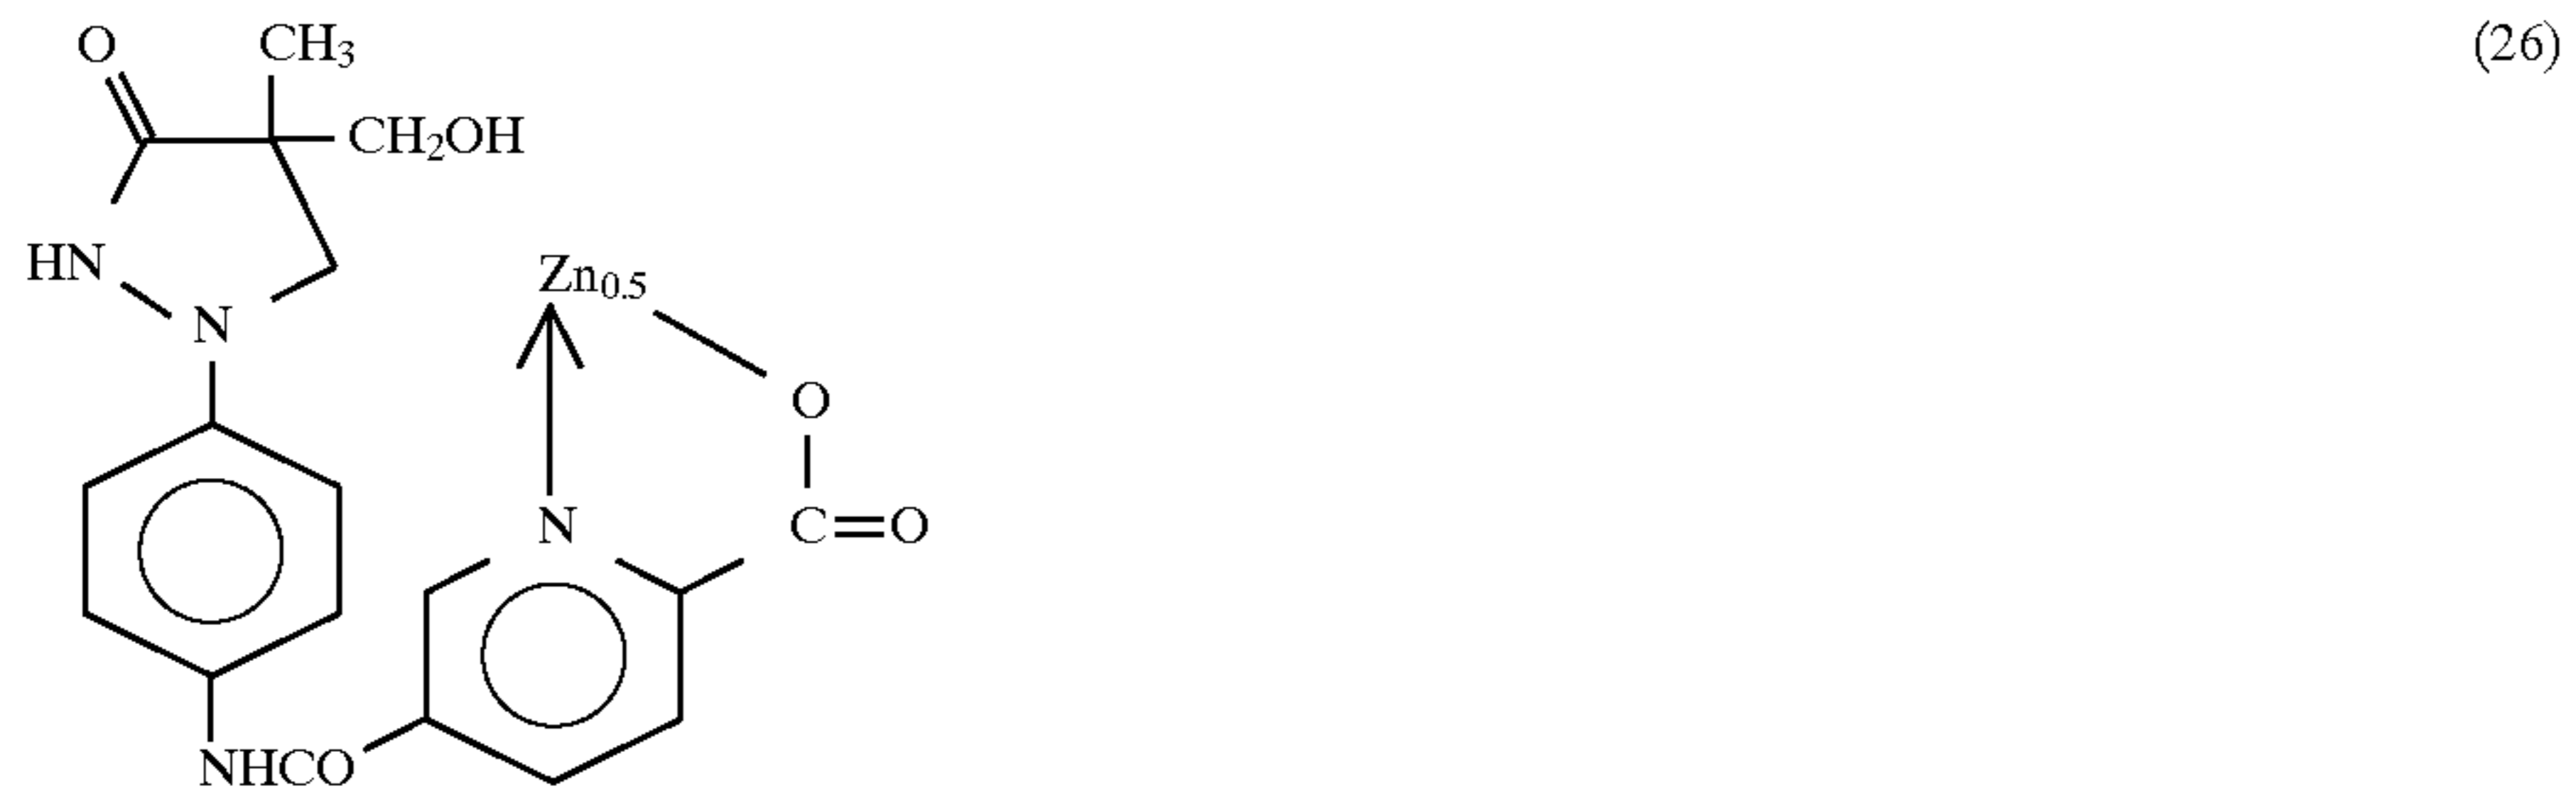 O CH₃ (26)
CH₂OH
HN Zn₀.₅
N
O
N C=O
NHCO